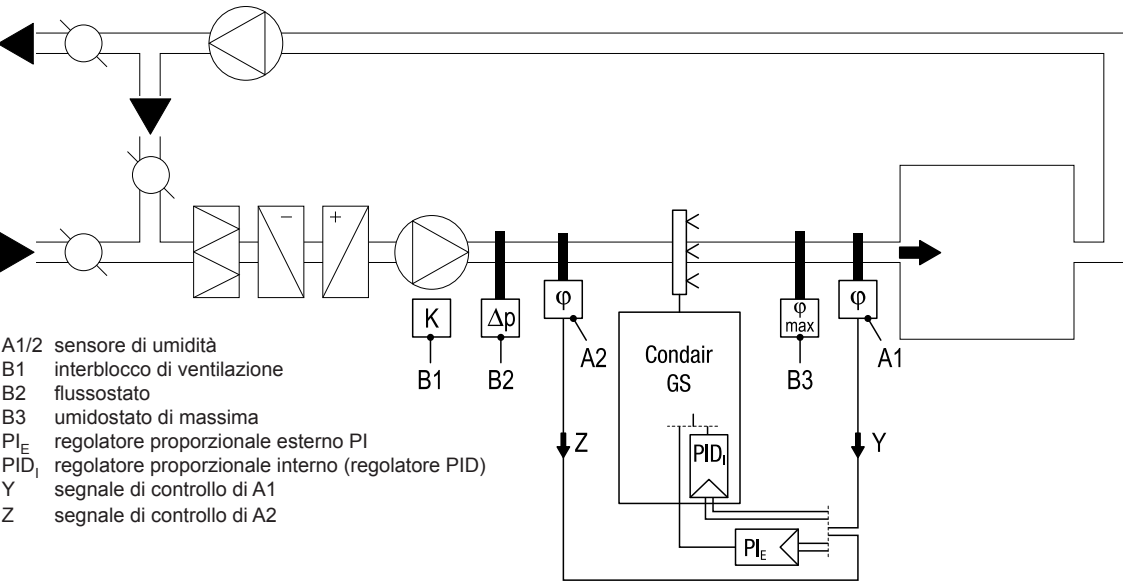 −
+
φ
φ
max
φ
K
Δp
A2
A1
B1
B2
B3
Condair
GS
A1/2 sensore di umidità
B1 interblocco di ventilazione
B2 flussostato
B3 umidostato di massima
PIE regolatore proporzionale esterno PI
PIDI regolatore proporzionale interno (regolatore PID)
Y segnale di controllo di A1
Z segnale di controllo di A2
Z
Y
PIDI
PIE